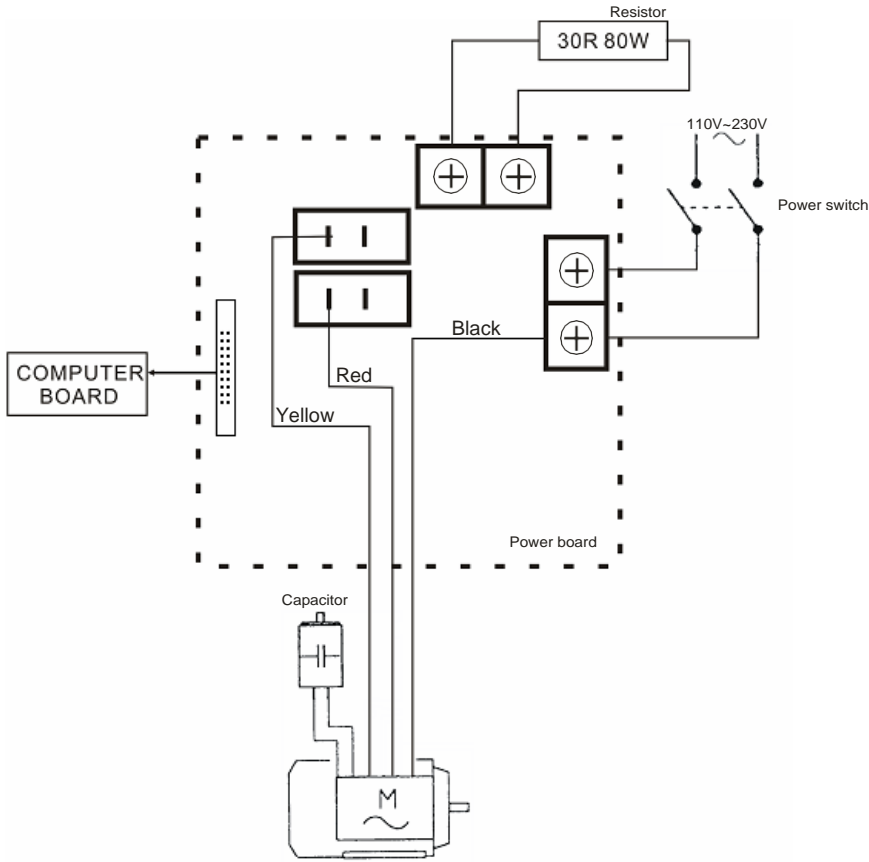 Resistor
30R 80W
110V~230V
Power switch
Black
COMPUTER
BOARD
Red
Yellow
Power board
Capacitor
M